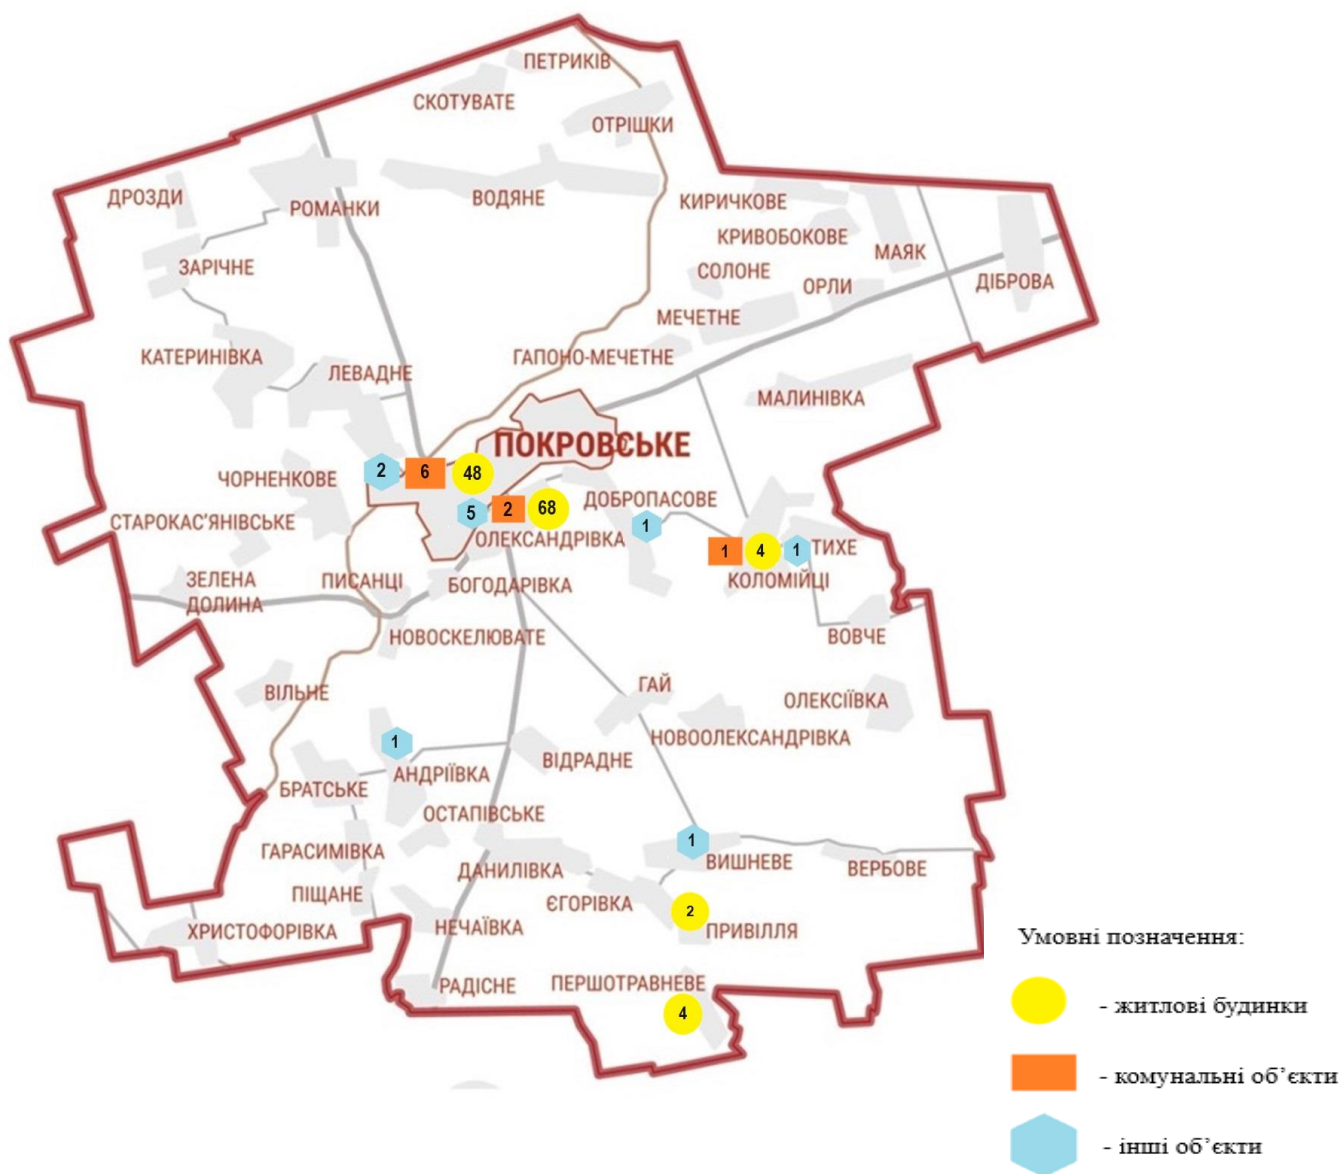 ПЕТРИКІВ
СКОТУВАТЕ
ОТРІШКИ
ДРОЗДИ
РОМАНКИ
ВОДЯНЕ
КИРИЧКОВЕ
КРИВОБОКОВЕ
МАЯК
ЗАРІЧНЕ
СОЛОНЕ
ОРЛИ
ДІБРОВА
МЕЧЕТНЕ
КАТЕРИНІВКА
ГАПОНО-МЕЧЕТНЕ
ЛЕВАДНЕ
МАЛИНІВКА
ПОКРОВСЬКЕ
ЧОРНЕНКОВЕ
2 6 48
ДОБРОПАСОВЕ
5 2 68
СТАРОКАС'ЯНІВСЬКЕ
ОЛЕКСАНДРІВКА
1
1 4 1 ТИХЕ
ЗЕЛЕНА
ДОЛИНА
ПИСАНЦІ
БОГОДАРІВКА
КОЛОМІЙЦІ
НОВОСКЕЛЮВАТЕ
ВОВЧЕ
ВІЛЬНЕ
ГАЙ
ОЛЕКСІЇВКА
1
НОВООЛЕКСАНДРІВКА
ВІДРАДНЕ
БРАТСЬКЕ
АНДРІЇВКА
ОСТАПІВСЬКЕ
1
ГАРАСИМІВКА
ДАНИЛІВКА
ВИШНЕВЕ
ВЕРБОВЕ
ПІЩАНЕ
ЄГОРІВКА
2
ХРИСТОФОРІВКА
НЕЧАЇВКА
ПРИВІЛЛЯ
РАДІСНЕ
ПЕРШОТРАВНЕВЕ
4
Умовні позначення:
- житлові будинки
- комунальні об’єкти
- інші об’єкти